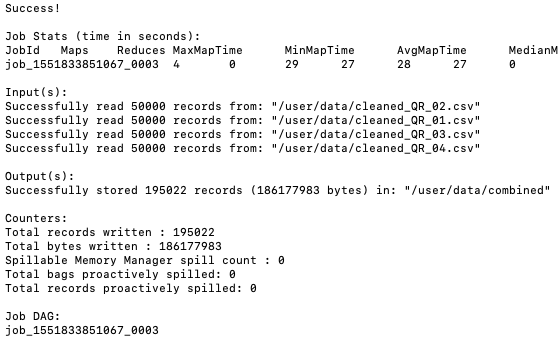 Success!
Job Stats (time in seconds):
JobId Maps Reduces MaxMapTime MinMapTime AvgMapTime MedianM
job_1551833851067_0003 4 0 29 27 28 27 0
Input(s):
Successfully read 50000 records from: "/user/data/cleaned_QR_02.csv"
Successfully read 50000 records from: "/user/data/cleaned_QR_01.csv"
Successfully read 50000 records from: "/user/data/cleaned_QR_03.csv"
Successfully read 50000 records from: "/user/data/cleaned_QR_04.csv"
Output(s):
Successfully stored 195022 records (186177983 bytes) in: "/user/data/combined"
Counters:
Total records written : 195022
Total bytes written : 186177983
Spillable Memory Manager spill count : 0
Total bags proactively spilled: 0
Total records proactively spilled: 0
Job DAG:
job_1551833851067_0003